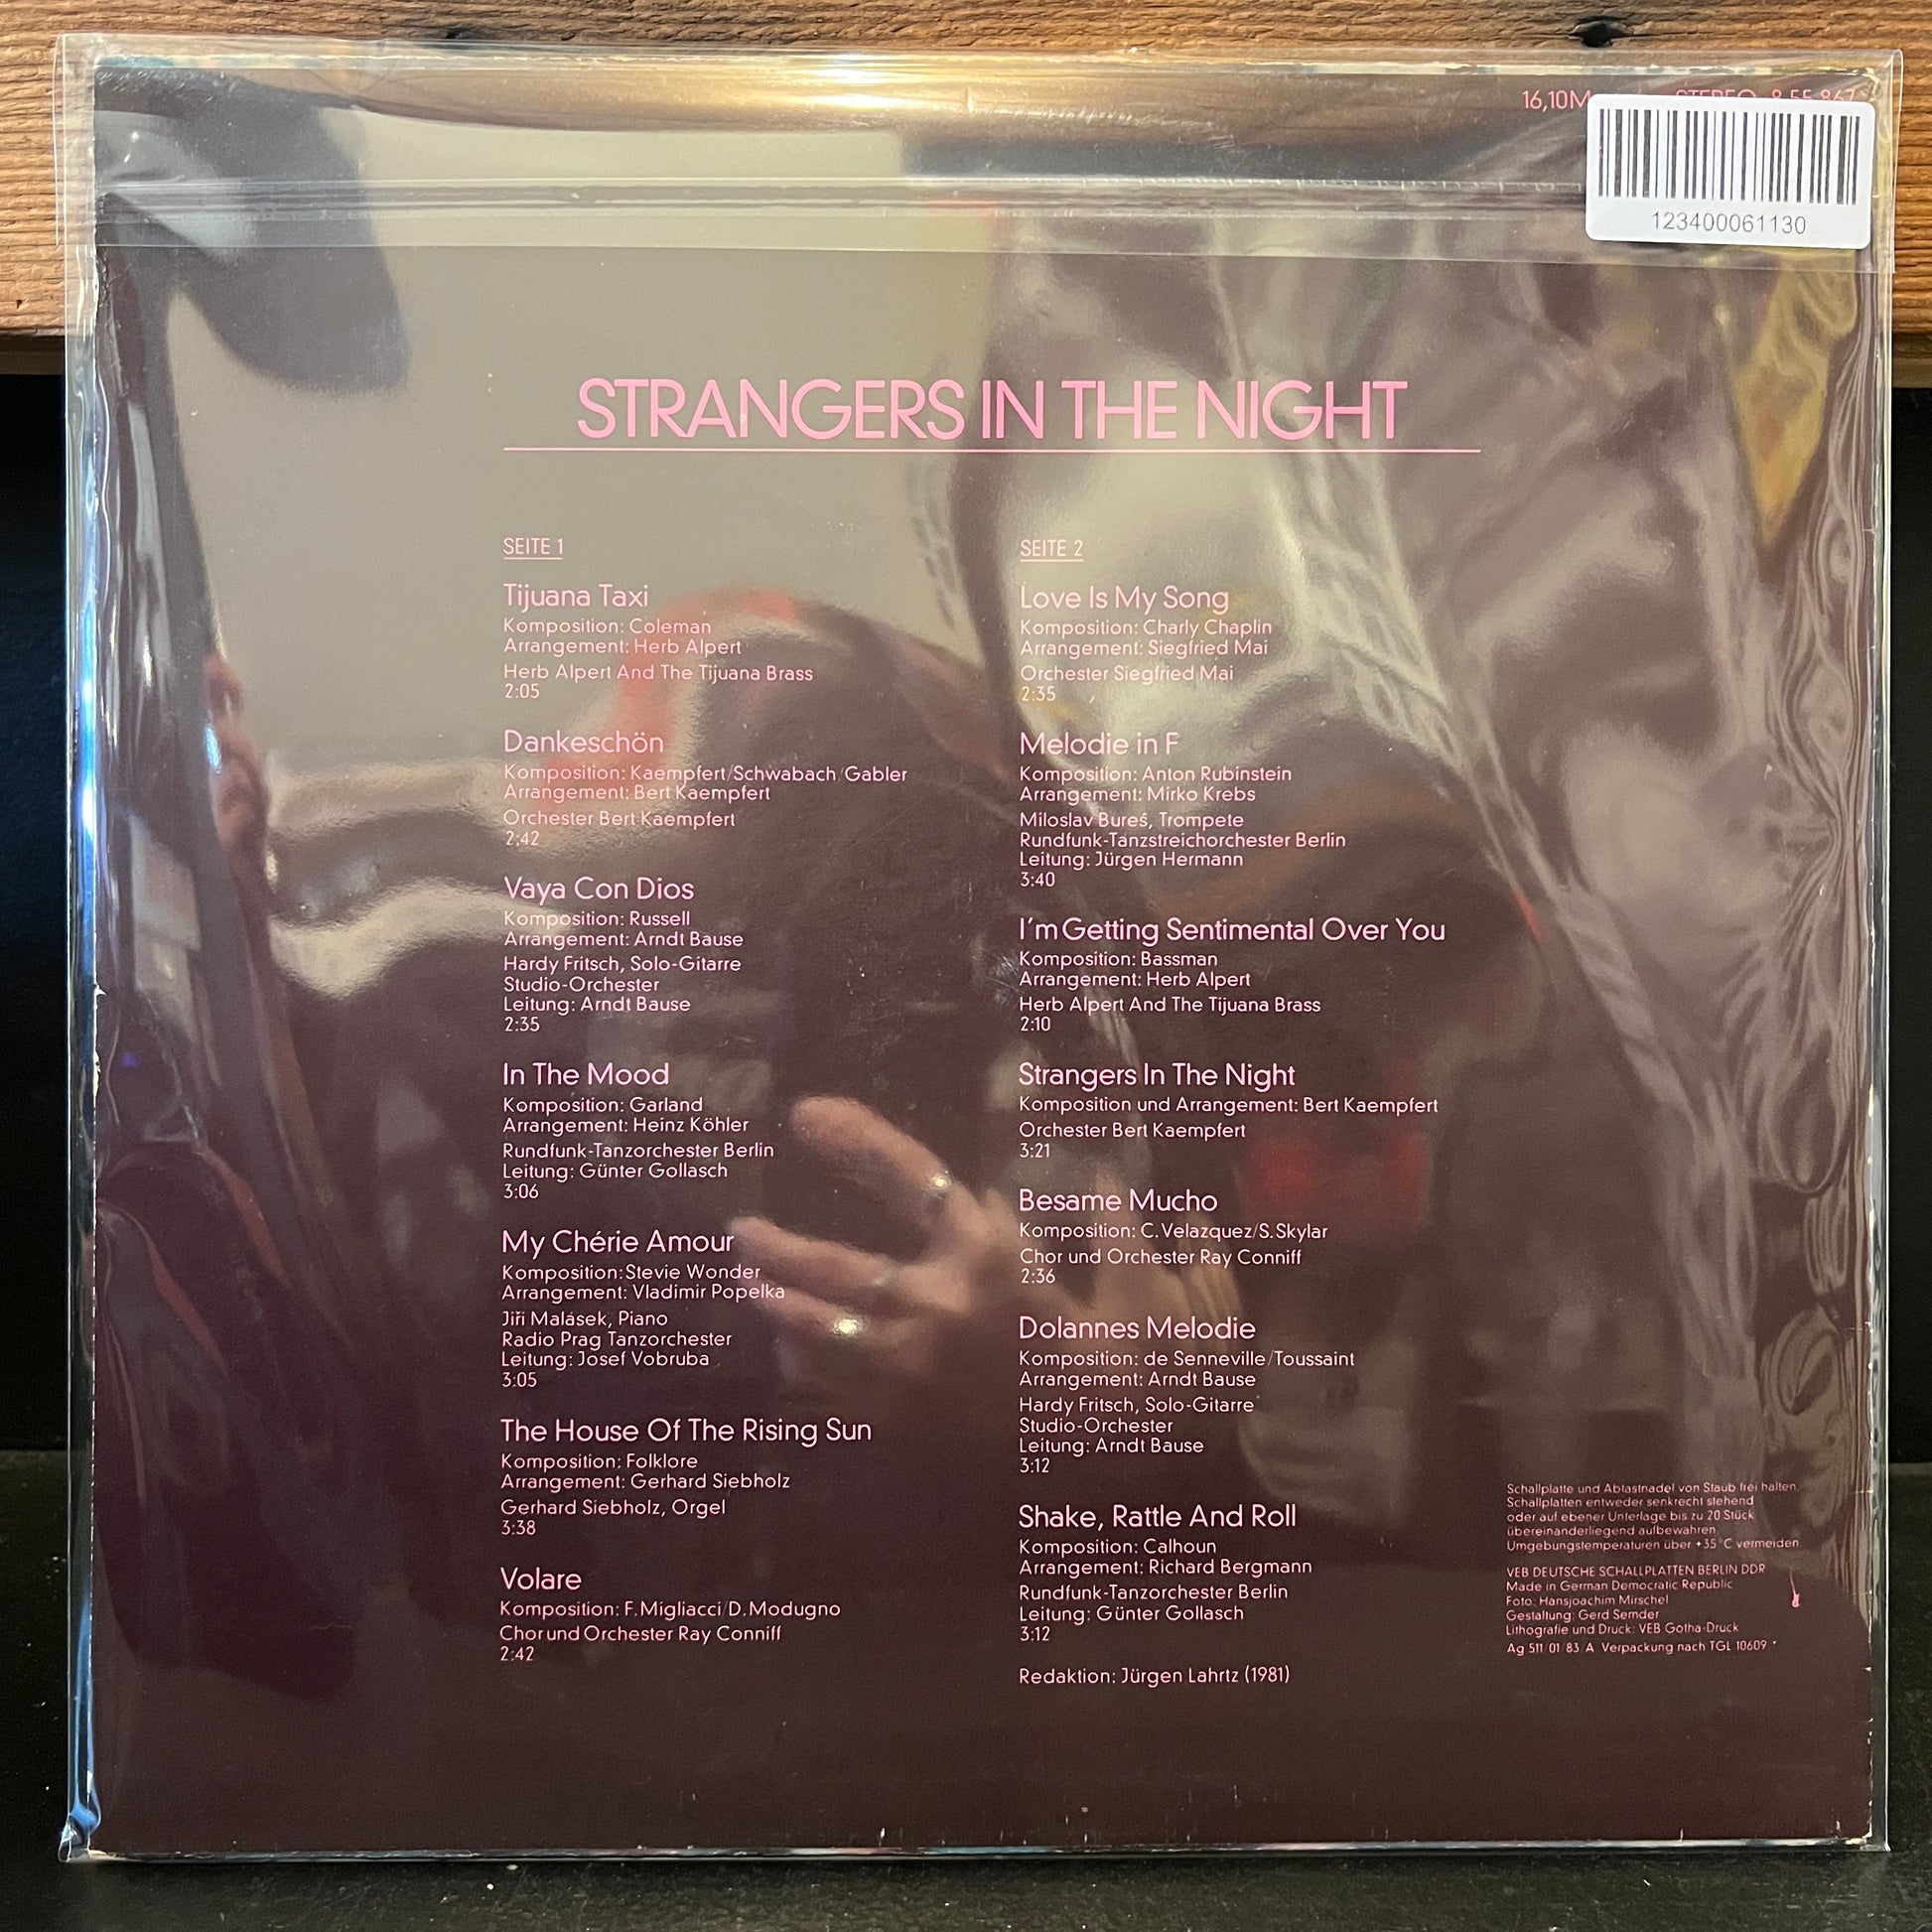 16,10M STEREO 8 55 867
123400061130
STRANGERS IN THE NIGHT
SEITE 1
Tijuana Taxi
Komposition: Coleman
Arrangement: Herb Alpert
Herb Alpert And The Tijuana Brass
2:05
Dankeschön
Komposition: Kaempfert/Schwabach/Gabler
Arrangement: Bert Kaempfert
Orchester Bert Kaempfert
2:42
Vaya Con Dios
Komposition: Russell
Arrangement: Arndt Bause
Hardy Fritsch, Solo-Gitarre
Studio-Orchester
Leitung: Arndt Bause
2:35
In The Mood
Komposition: Garland
Arrangement: Heinz Köhler
Rundfunk-Tanzorchester Berlin
Leitung: Günter Gollasch
3:06
My Chérie Amour
Komposition: Stevie Wonder
Arrangement: Vladimir Popelka
Jiři Malásek, Piano
Radio Prag Tanzorchester
Leitung: Josef Vobruba
3:05
The House Of The Rising Sun
Komposition: Folklore
Arrangement: Gerhard Siebholz
Gerhard Siebholz, Orgel
3:38
Volare
Komposition: F. Migliacci/D. Modugno
Chor und Orchester Ray Conniff
2:42
SEITE 2
Love Is My Song
Komposition: Charly Chaplin
Arrangement: Siegfried Mai
Orchester Siegfried Mai
2:35
Melodie in F
Komposition: Anton Rubinstein
Arrangement: Mirko Krebs
Miloslav Bureš, Trompete
Rundfunk-Tanzstreichorchester Berlin
Leitung: Jürgen Hermann
3:40
I'm Getting Sentimental Over You
Komposition: Bassman
Arrangement: Herb Alpert
Herb Alpert And The Tijuana Brass
2:10
Strangers In The Night
Komposition und Arrangement: Bert Kaempfert
Orchester Bert Kaempfert
3:21
Besame Mucho
Komposition: C. Velazquez/S. Skylar
Chor und Orchester Ray Conniff
2:36
Dolannes Melodie
Komposition: de Senneville/Toussaint
Arrangement: Arndt Bause
Hardy Fritsch, Solo-Gitarre
Studio-Orchester
Leitung: Arndt Bause
3:12
Shake, Rattle And Roll
Komposition: Calhoun
Arrangement: Richard Bergmann
Rundfunk-Tanzorchester Berlin
Leitung: Günter Gollasch
3:12
Redaktion: Jürgen Lahrtz (1981)
Schallplatte und Abtastnadel von Staub frei halten.
Schallplatten entweder senkrecht stehend
oder auf ebener Unterlage bis zu 20 Stück
übereinanderliegend aufbewahren.
Umgebungstemperaturen über +35°C vermeiden.
VEB DEUTSCHE SCHALLPLATTEN BERLIN DDR
Made in German Democratic Republic
Foto: Hansjoachim Mirschel
Gestaltung: Gerd Semder
Lithografie und Druck: VEB Gotha-Druck
Ag 511/01/83/A Verpackung nach TGL 10609